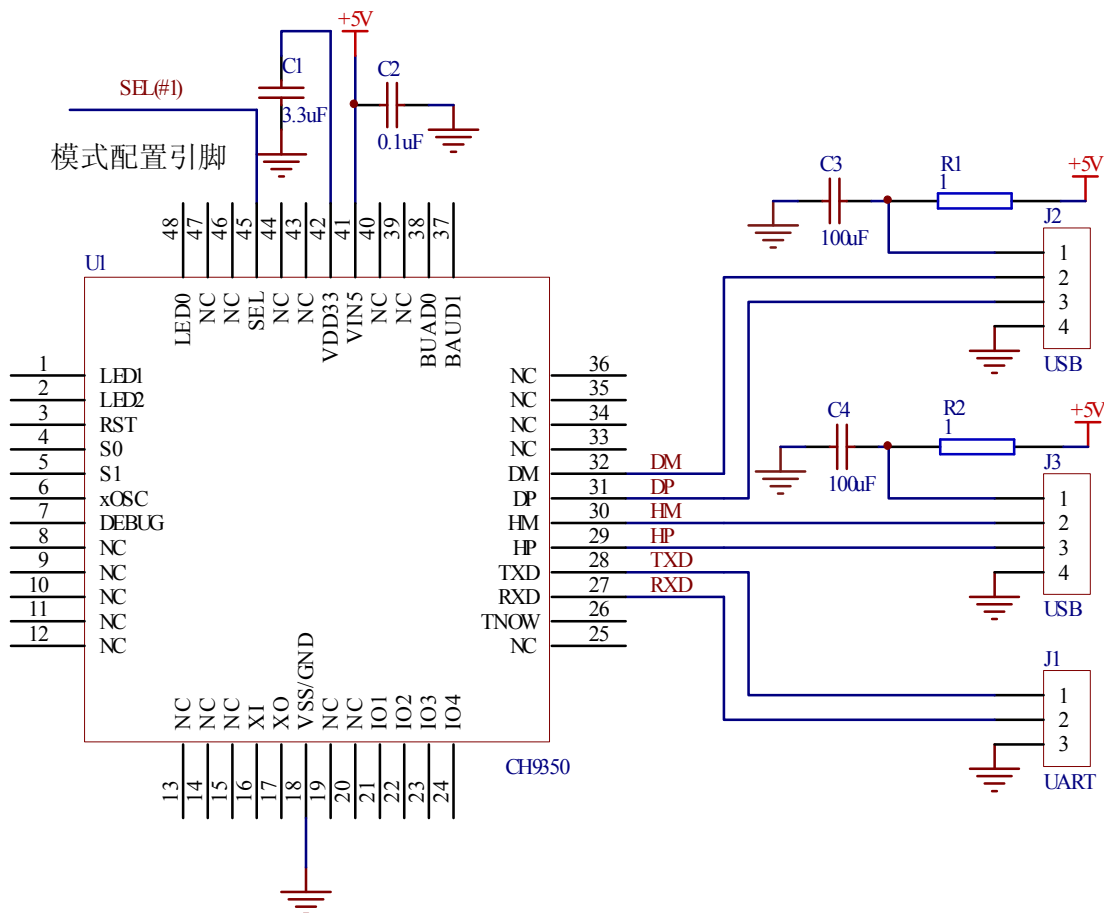 +5V
C1
C2
SEL(#1)
3.3uF
0.1uF
模式配置引脚
C3
R1
1
+5V
100uF
J2
48 47 46 45 44 43 42 41 40 39 38 37
U1
LED0 NC NC SEL NC NC VDD33 VIN5 NC NC BUAD0 BAUD1
1
2
3
4
USB
1 LED1
2 LED2
3 RST
4 S0
5 S1
6 xOSC
7 DEBUG
8 NC
9 NC
10 NC
11 NC
12 NC
NC 36
NC 35
NC 34
NC 33
DM 32 DM
DP 31 DP
HM 30 HM
HP 29 HP
TXD 28 TXD
RXD 27 RXD
TNOW 26
NC 25
C4
R2
1
+5V
100uF
J3
1
2
3
4
USB
J1
1
2
3
UART
NC NC NC XI XO VSS/GND NC NC IO1 IO2 IO3 IO4
CH9350
13 14 15 16 17 18 19 20 21 22 23 24